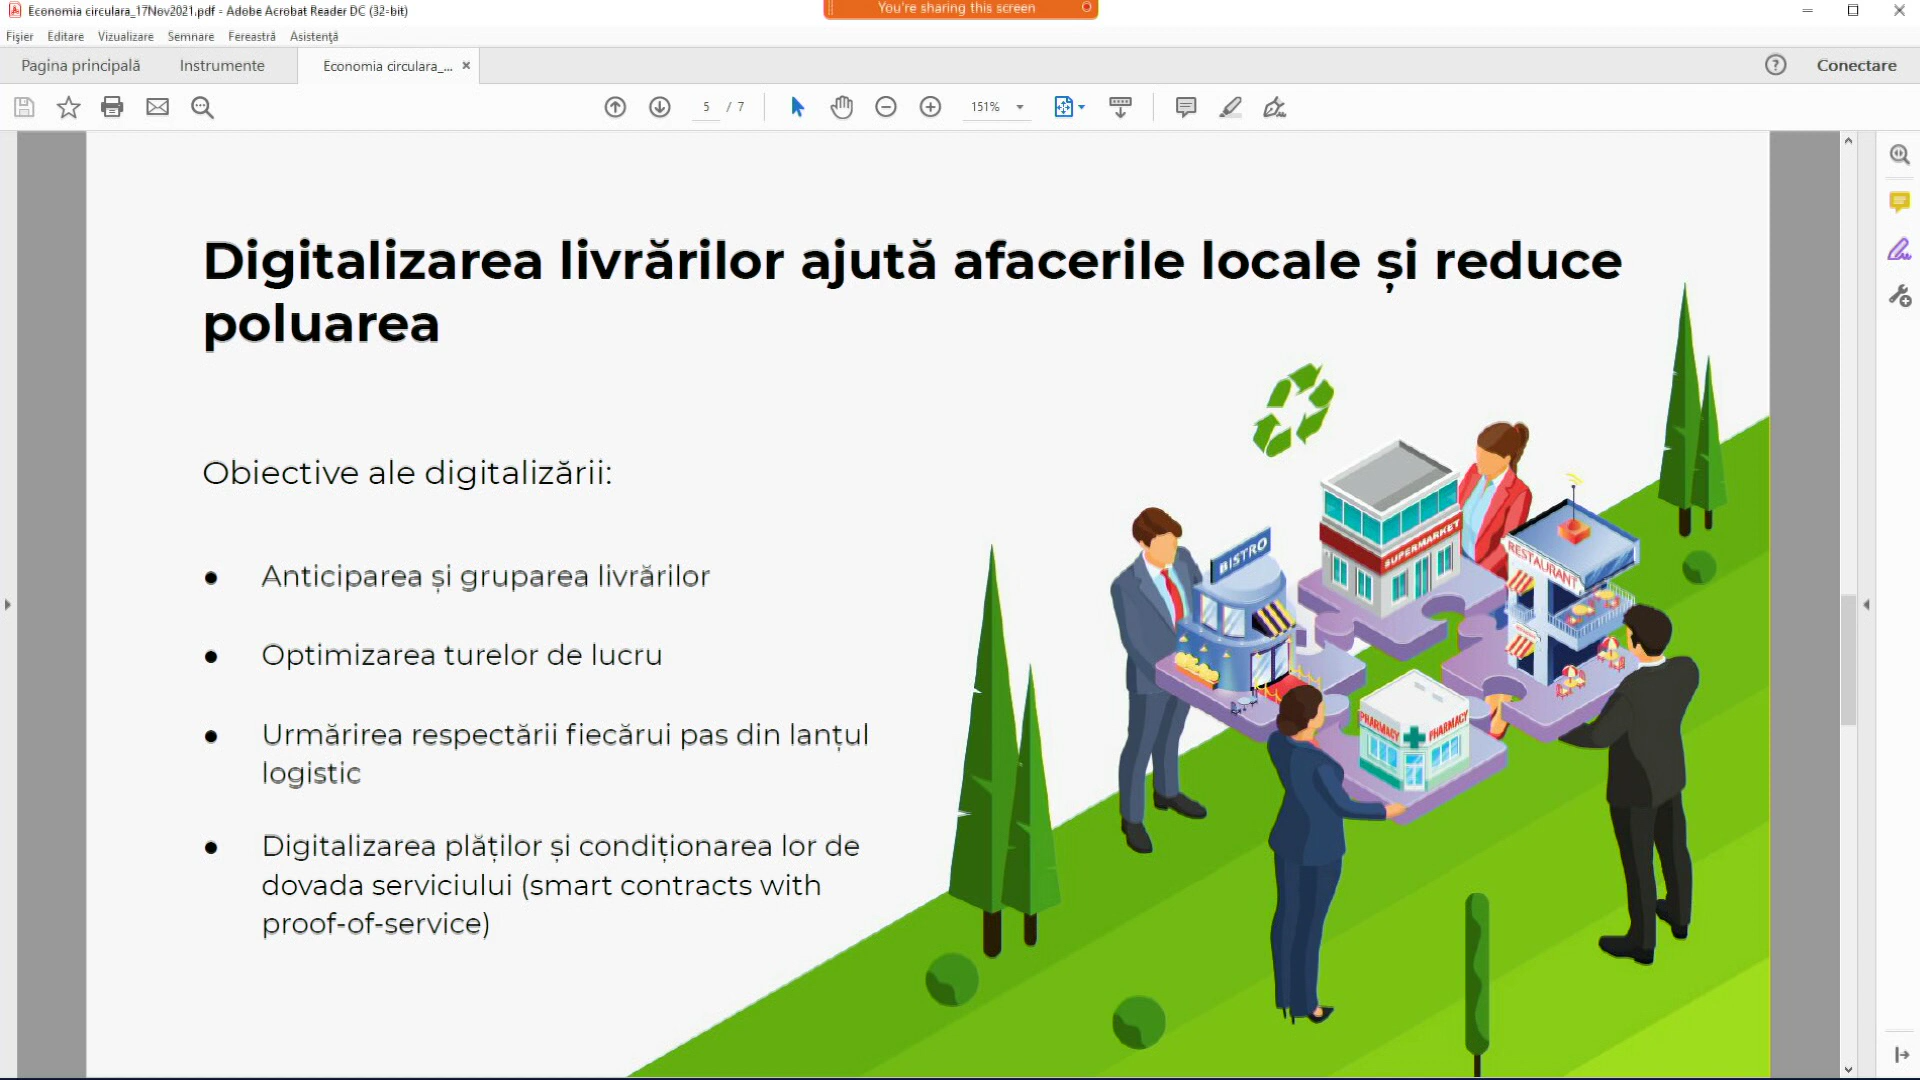 Economia circulara_17Nov2021.pdf - Adobe Acrobat Reader DC (32-bit)
You're sharing this screen
Fișier Editare Vizualizare Semnare Fereastră Asistență
Pagina principală Instrumente Economia circulara_... × Conectare
5 / 7 151%
Digitalizarea livrărilor ajută afacerile locale și reduce
poluarea
Obiective ale digitalizării:
● Anticiparea și gruparea livrărilor
● Optimizarea turelor de lucru
● Urmărirea respectării fiecărui pas din lanțul
logistic
● Digitalizarea plăților și condiționarea lor de
dovada serviciului (smart contracts with
proof-of-service)
BISTRO
SUPERMARKET
RESTAURANT
PHARMACY PHARMACY